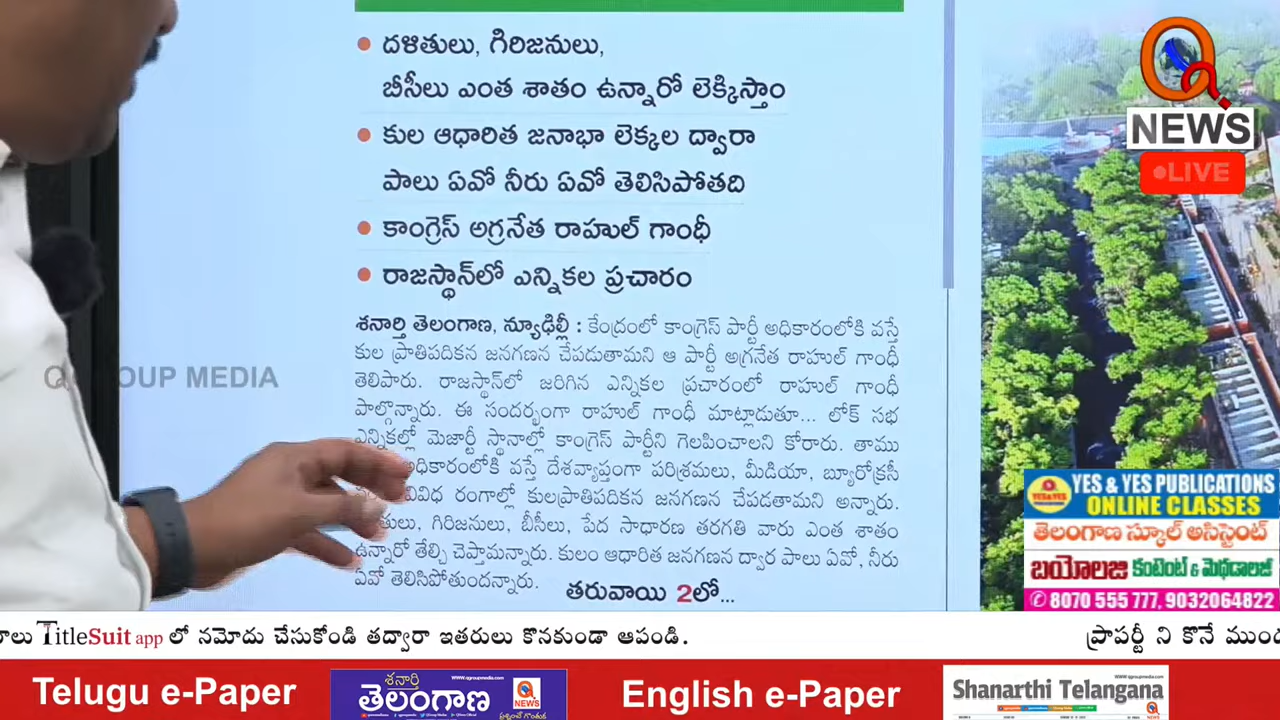 • దళితులు, గిరిజనులు,
బీసీలు ఎంత శాతం ఉన్నారో లెక్కిస్తాం
• కుల ఆధారిత జనాభా లెక్కల ద్వారా
పాలు ఏవో నీరు ఏవో తెలిసిపోతది
• కాంగ్రెస్ అగ్రనేత రాహుల్ గాంధీ
• రాజస్థాన్‌లో ఎన్నికల ప్రచారం
శనార్తి తెలంగాణ, న్యూఢిల్లీ : కేంద్రంలో కాంగ్రెస్ పార్టీ అధికారంలోకి వస్తే
కుల ప్రాతిపదికన జనగణన చేపడుతామని ఆ పార్టీ అగ్రనేత రాహుల్ గాంధీ
తెలిపారు. రాజస్థాన్‌లో జరిగిన ఎన్నికల ప్రచారంలో రాహుల్ గాంధీ
పాల్గొన్నారు. ఈ సందర్భంగా రాహుల్ గాంధీ మాట్లాడుతూ... లోక్ సభ
ఎన్నికల్లో మెజార్టీ స్థానాల్లో కాంగ్రెస్ పార్టీని గెలపించాలని కోరారు. తాము
అధికారంలోకి వస్తే దేశవ్యాప్తంగా పరిశ్రమలు, మీడియా, బ్యూరోక్రసీ
వివిధ రంగాల్లో కులప్రాతిపదికన జనగణన చేపడతామని అన్నారు.
గిరిజనులు, బీసీలు, పేద సాధారణ తరగతి వారు ఎంత శాతం
ఉన్నారో తేల్చి చెప్తామన్నారు. కులం ఆధారిత జనగణన ద్వార పాలు ఏవో, నీరు
ఏవో తెలిసిపోతుందన్నారు.
తరువాయి 2లో...
Q GROUP MEDIA
Q
NEWS
LIVE
YES & YES PUBLICATIONS
ONLINE CLASSES
తెలంగాణ స్కూల్ అసిస్టెంట్
బయోలజి కంటెంట్ & మెథడాలజీ
8070 555 777, 9032064822
TitleSuit app లో నమోదు చేసుకోండి తద్వారా ఇతరులు కొనకుండా ఆపండి.
ప్రాపర్టీ ని కొనే
Telugu e-Paper
శనార్తి
తెలంగాణ
NEWS
English e-Paper
Shanarthi Telangana